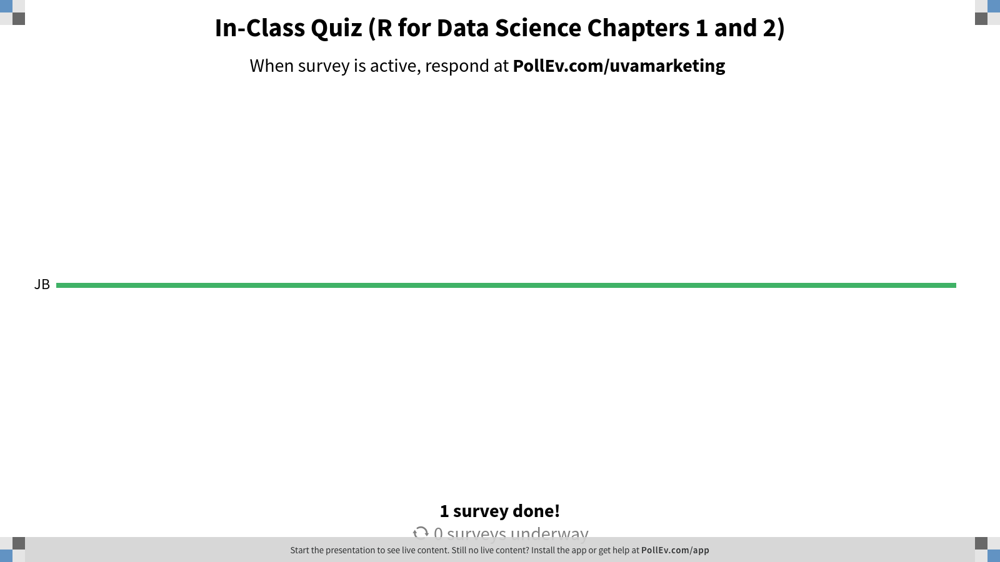 In-Class Quiz (R for Data Science Chapters 1 and 2)
When survey is active, respond at PollEv.com/uvamarketing
JB
1 survey done!
0 surveys underway
Start the presentation to see live content. Still no live content? Install the app or get help at PollEv.com/app